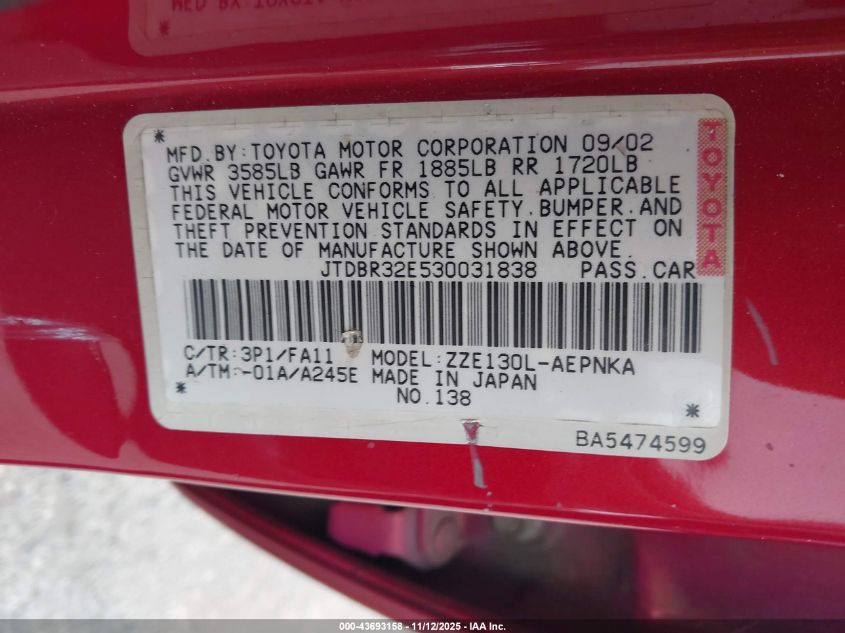 MFD.BY:TOYOTA MOTOR CORPORATION 09/02
GVWR 3585LB GAWR FR 1885LB RR 1720LB
THIS VEHICLE CONFORMS TO ALL APPLICABLE
FEDERAL MOTOR VEHICLE SAFETY,BUMPER,AND
THEFT PREVENTION STANDARDS IN EFFECT ON
THE DATE OF MANUFACTURE SHOWN ABOVE.
JTDBR32E530031838 PASS.CAR
TOYOTA
C/TR:3P1/FA11 MODEL:ZZE130L-AEPNKA
A/TM:-01A/A245E MADE IN JAPAN
NO.138
BA5474599
000-43693158 - 11/12/2025 - IAA Inc.